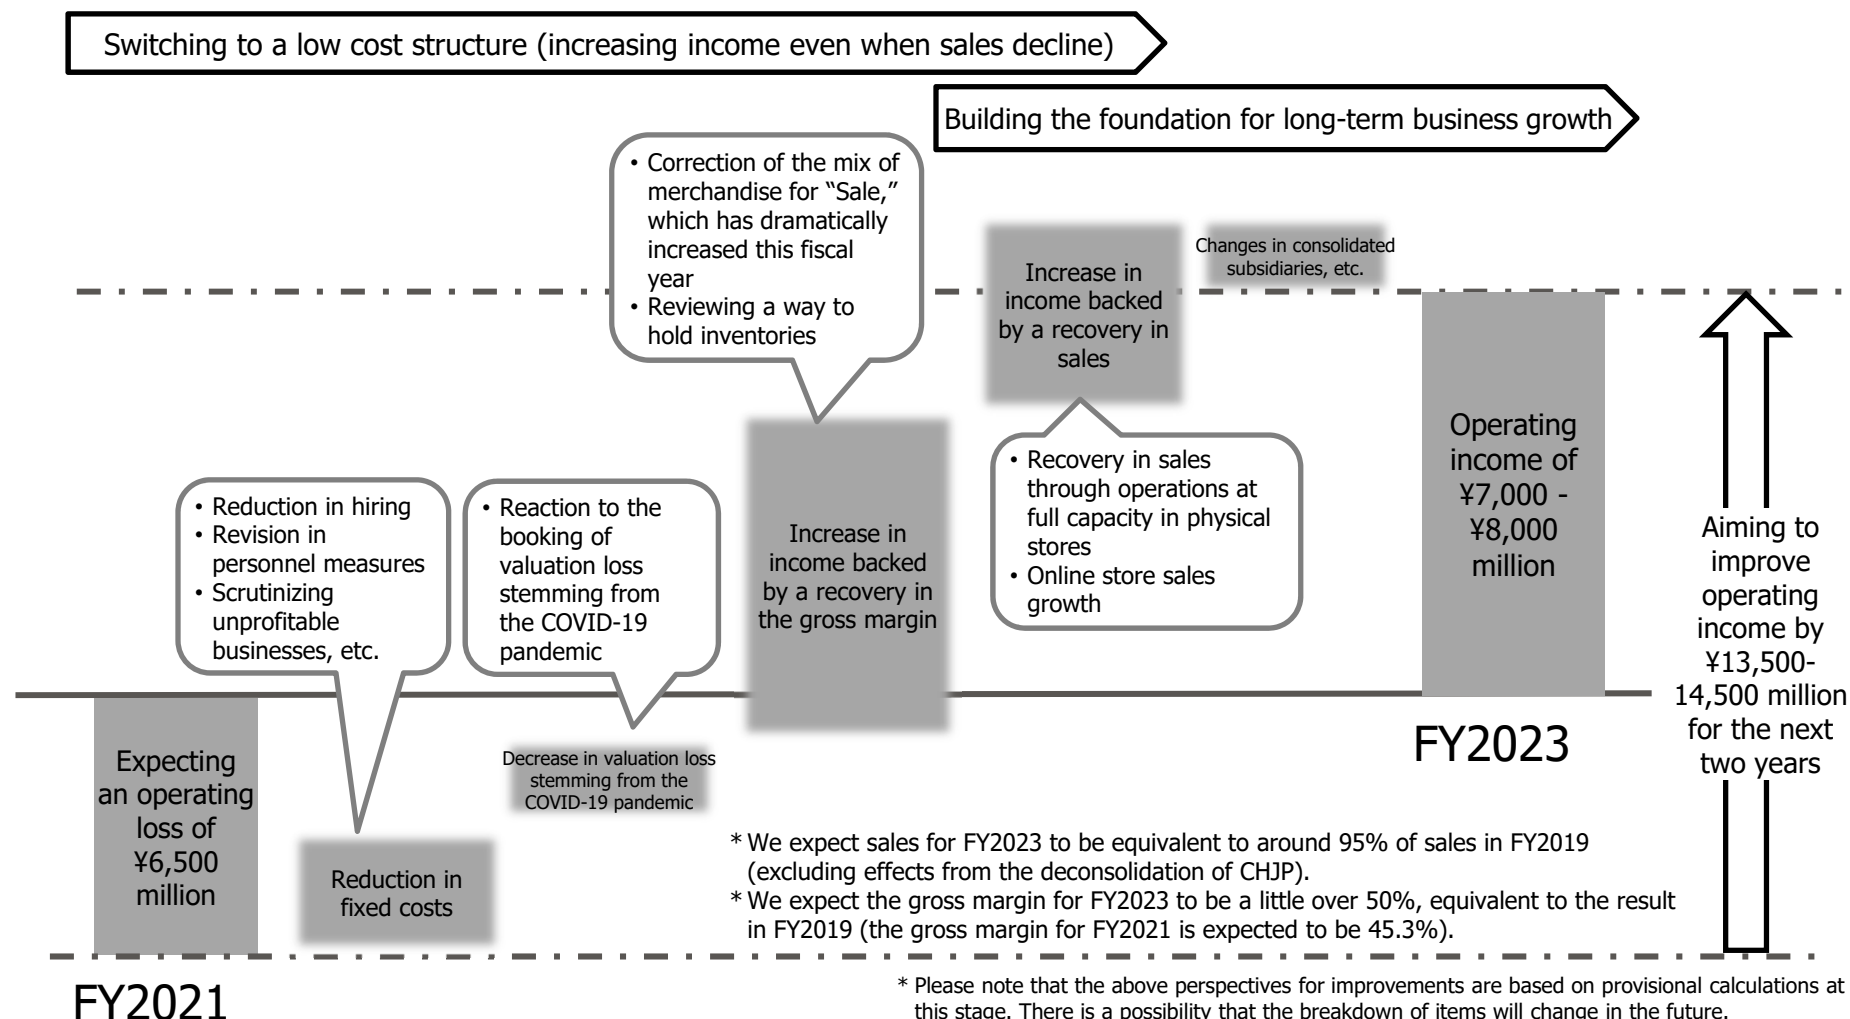 Switching to a low cost structure (increasing income even when sales decline)
Building the foundation for long-term business growth
• Correction of the mix of
merchandise for “Sale,”
which has dramatically
increased this fiscal
year
• Reviewing a way to
hold inventories
Increase in
income backed
by a recovery in
sales
Changes in consolidated
subsidiaries, etc.
• Reduction in hiring
• Revision in
personnel measures
• Scrutinizing
unprofitable
businesses, etc.
• Reaction to the
booking of
valuation loss
stemming from
the COVID-19
pandemic
Increase in
income backed
by a recovery in
the gross margin
• Recovery in sales
through operations at
full capacity in physical
stores
• Online store sales
growth
Operating
income of
¥7,000 -
¥8,000
million
Aiming to
improve
operating
income by
¥13,500-
14,500 million
for the next
two years
FY2023
Expecting
an operating
loss of
¥6,500
million
Reduction in
fixed costs
Decrease in valuation loss
stemming from the
COVID-19 pandemic
* We expect sales for FY2023 to be equivalent to around 95% of sales in FY2019
(excluding effects from the deconsolidation of CHJP).
* We expect the gross margin for FY2023 to be a little over 50%, equivalent to the result
in FY2019 (the gross margin for FY2021 is expected to be 45.3%).
FY2021
* Please note that the above perspectives for improvements are based on provisional calculations at
this stage. There is a possibility that the breakdown of items will change in the future.